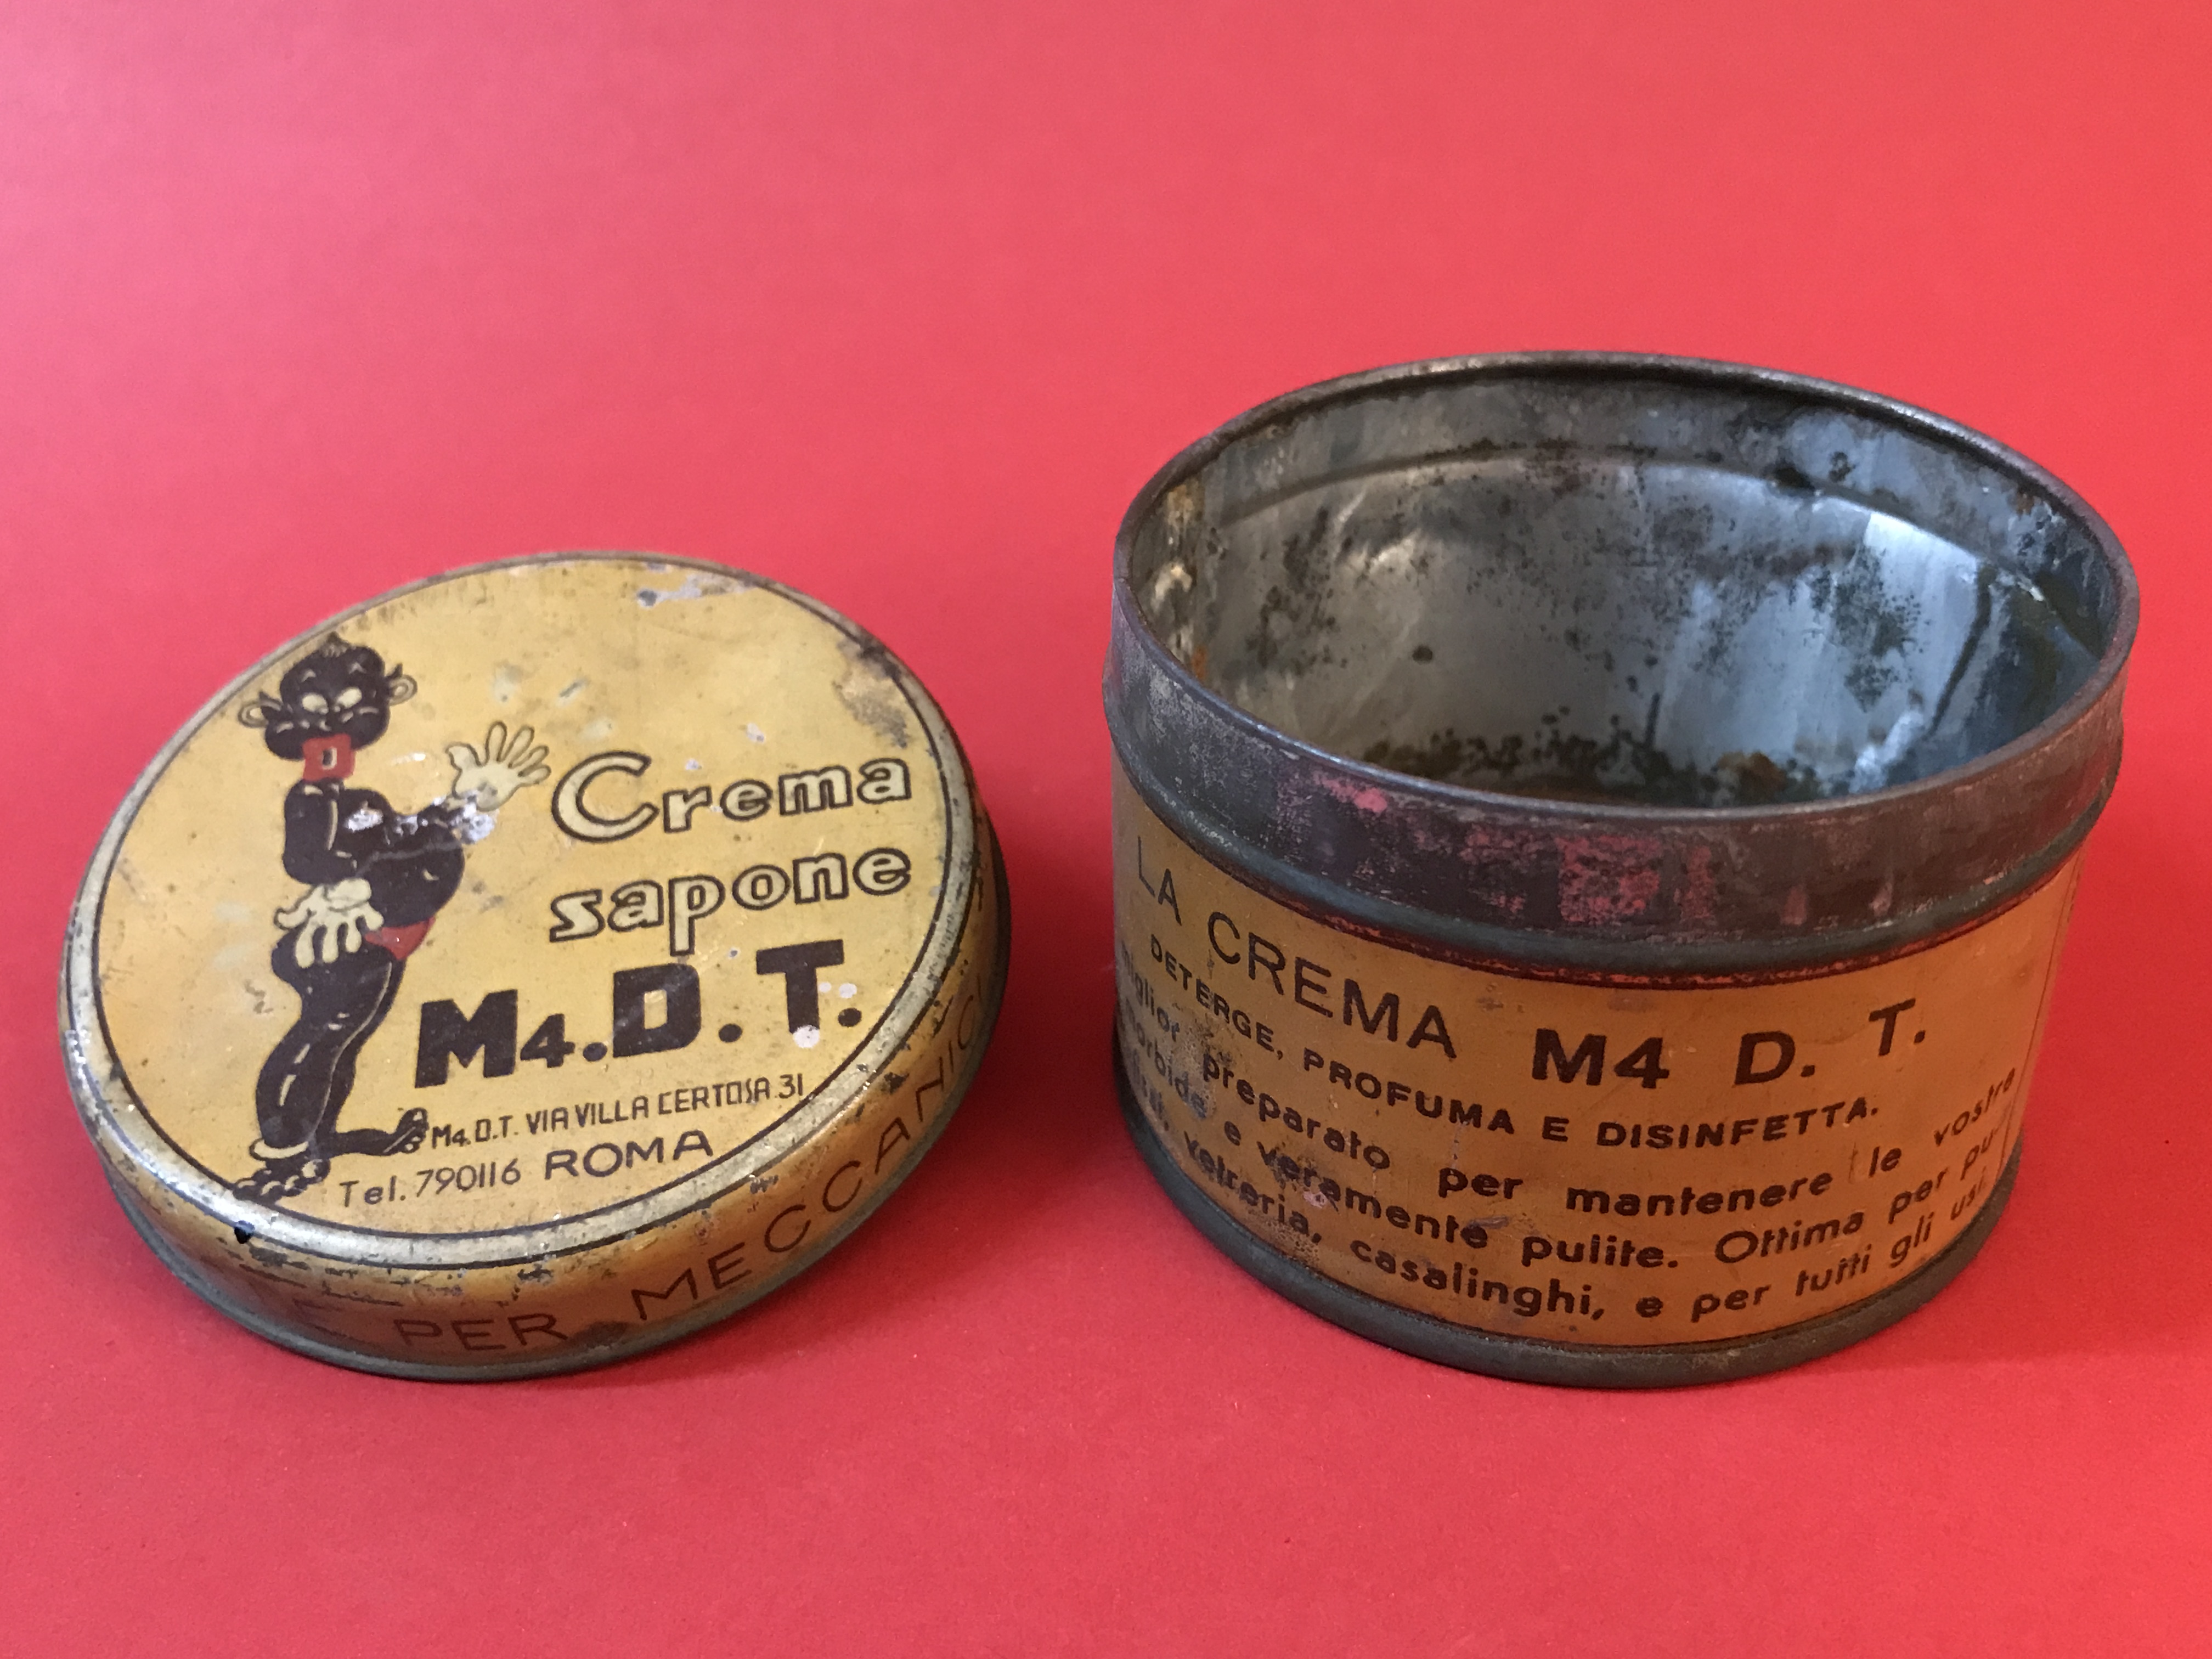 Crema
sapone
M4.D.T.
M4.D.T. VIA VILLA CERTOSA 31
Tel. 790116 ROMA
PER MECCANICI
LA CREMA M4 D. T.
DETERGE, PROFUMA E DISINFETTA.
preparato per mantenere le vostre
e veramente pulite. Ottima per pu-
vetreria, casalinghi, e per tutti gli usi.